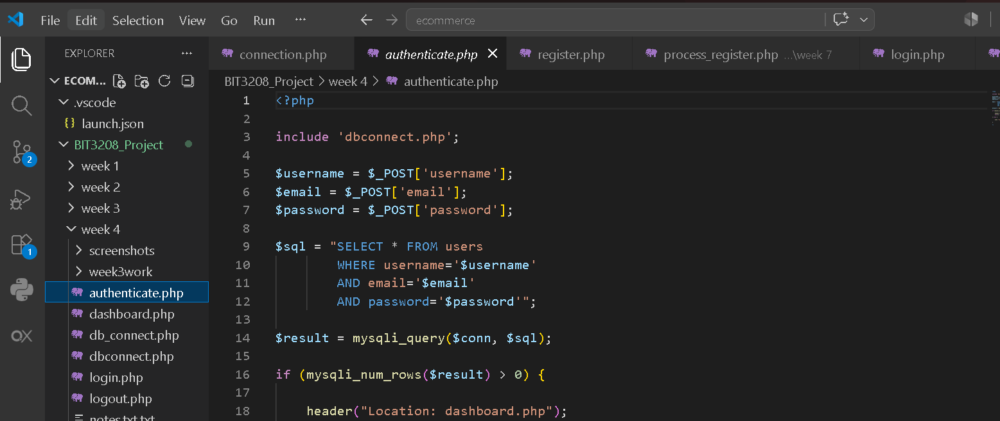 File Edit Selection View Go Run ··· ecommerce
EXPLORER ···
connection.php authenticate.php register.php process_register.php ...\week 7 login.php
ECOM...
BIT3208_Project > week 4 > authenticate.php
.vscode
launch.json
BIT3208_Project
week 1
week 2
week 3
week 4
screenshots
week3work
authenticate.php
dashboard.php
db_connect.php
dbconnect.php
login.php
logout.php
notes.txt.txt
2
1
1 <?php
2
3 include 'dbconnect.php';
4
5 $username = $_POST['username'];
6 $email = $_POST['email'];
7 $password = $_POST['password'];
8
9 $sql = "SELECT * FROM users
10 WHERE username='$username'
11 AND email='$email'
12 AND password='$password'";
13
14 $result = mysqli_query($conn, $sql);
15
16 if (mysqli_num_rows($result) > 0) {
17
18 header("Location: dashboard.php");